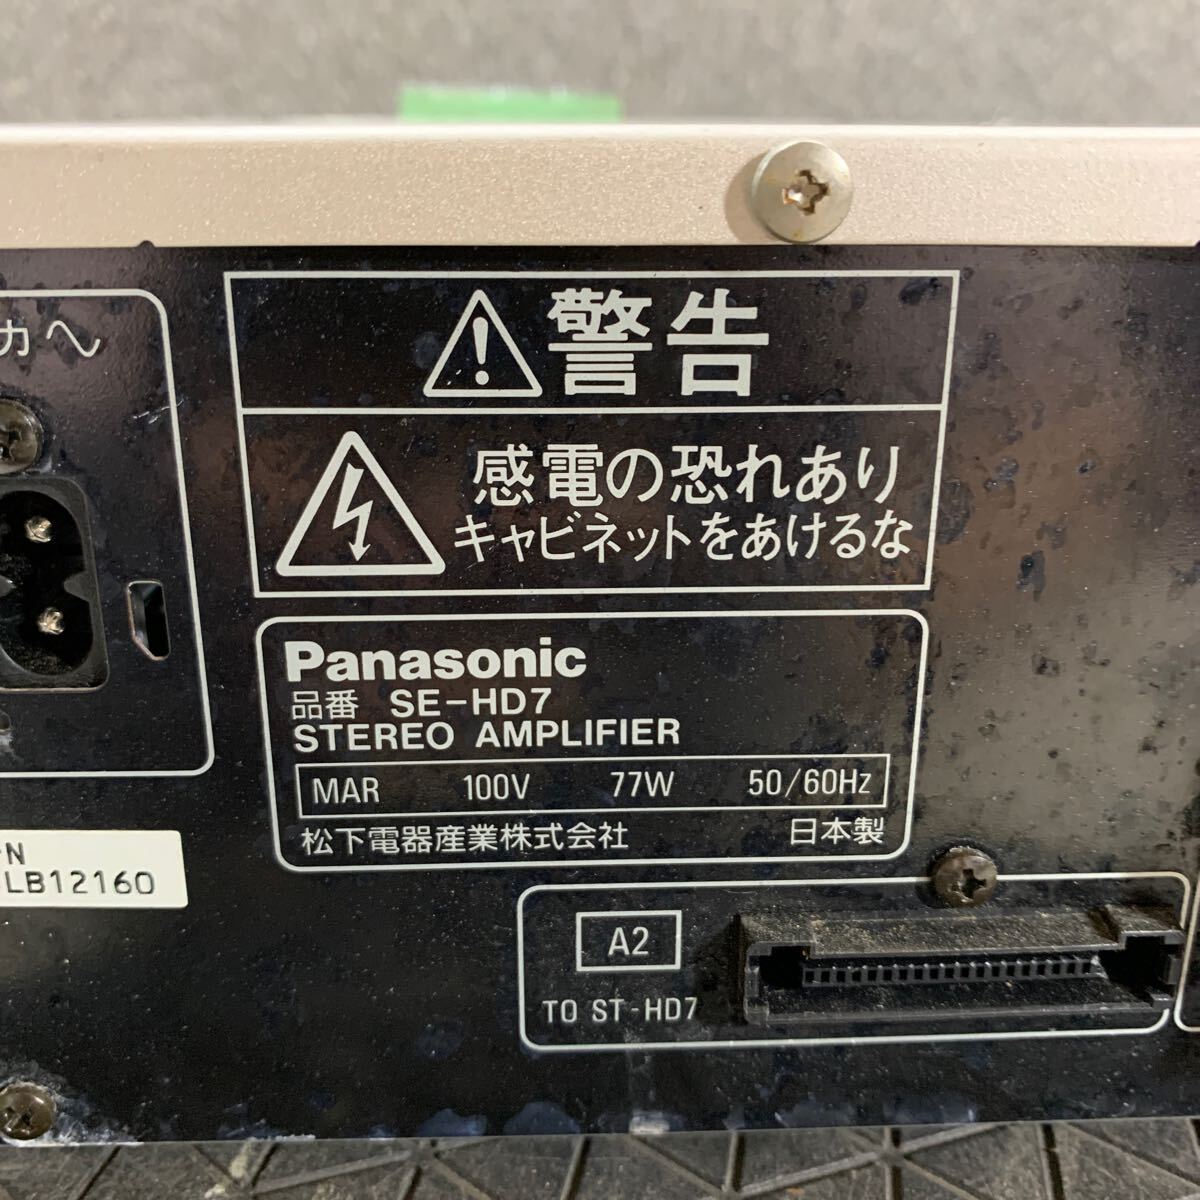 警告
感電の恐れあり
キャビネットをあけるな
Panasonic
品番 SE-HD7
STEREO AMPLIFIER
MAR 100V 77W 50/60Hz
松下電器産業株式会社 日本製
LB12160
A2
TO ST-HD7